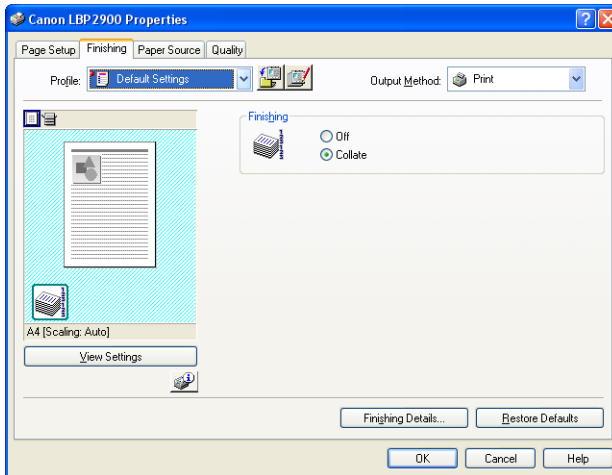 Canon LBP2900 Properties
Page Setup Finishing Paper Source Quality
Profile: Default Settings Output Method: Print
Finishing
Off
Collate
A4 [Scaling: Auto]
View Settings
Finishing Details... Restore Defaults
OK Cancel Help